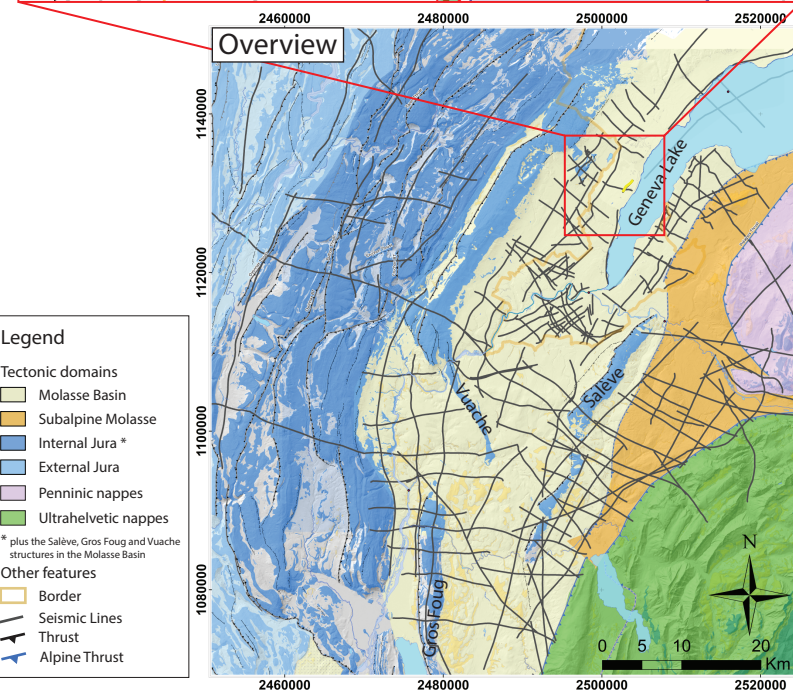 2460000 2480000 2500000 2520000
Overview
1140000
1120000
1100000
1080000
Geneva Lake
Vuache
Salève
Gros Foug
Legend
Tectonic domains
Molasse Basin
Subalpine Molasse
Internal Jura *
External Jura
Penninic nappes
Ultrahelvetic nappes
* plus the Salève, Gros Foug and Vuache
structures in the Molasse Basin
Other features
Border
Seismic Lines
Thrust
Alpine Thrust
N
0 5 10 20
Km
2460000 2480000 2500000 2520000